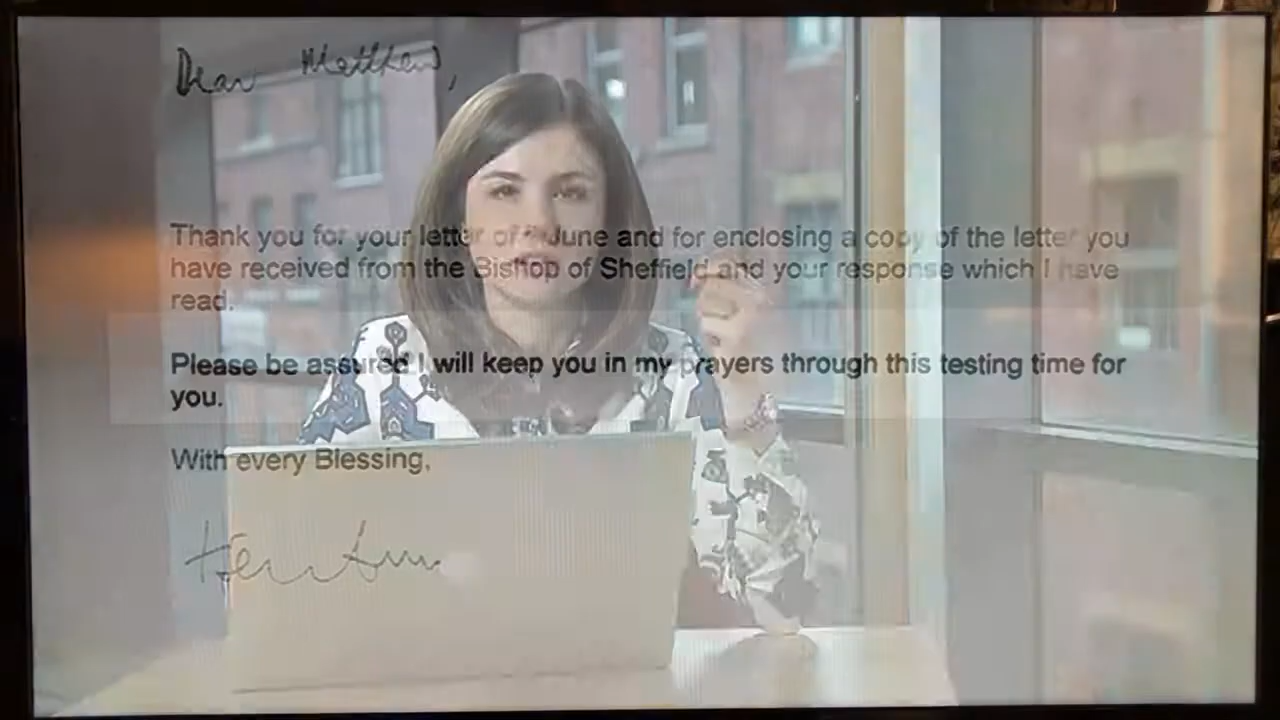 Dear Matthew,
Thank you for your letter of June and for enclosing a copy of the letter you
have received from the Bishop of Sheffield and your response which I have
read.
Please be assured I will keep you in my prayers through this testing time for
you.
With every Blessing,